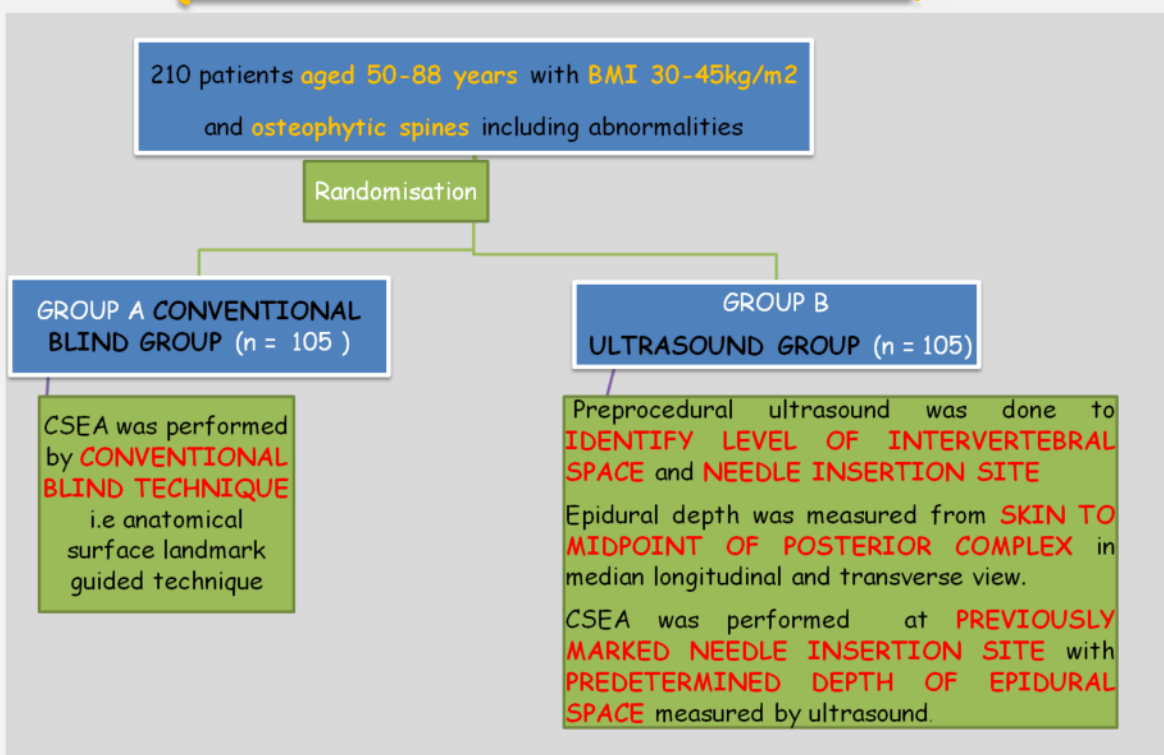 210 patients aged 50-88 years with BMI 30-45kg/m2
and osteophytic spines including abnormalities
Randomisation
GROUP A CONVENTIONAL
BLIND GROUP (n = 105 )
CSEA was performed
by CONVENTIONAL
BLIND TECHNIQUE
i.e anatomical
surface landmark
guided technique
GROUP B
ULTRASOUND GROUP (n = 105)
Preprocedural ultrasound was done to
IDENTIFY LEVEL OF INTERVERTEBRAL
SPACE and NEEDLE INSERTION SITE
Epidural depth was measured from SKIN TO
MIDPOINT OF POSTERIOR COMPLEX in
median longitudinal and transverse view.
CSEA was performed at PREVIOUSLY
MARKED NEEDLE INSERTION SITE with
PREDETERMINED DEPTH OF EPIDURAL
SPACE measured by ultrasound.